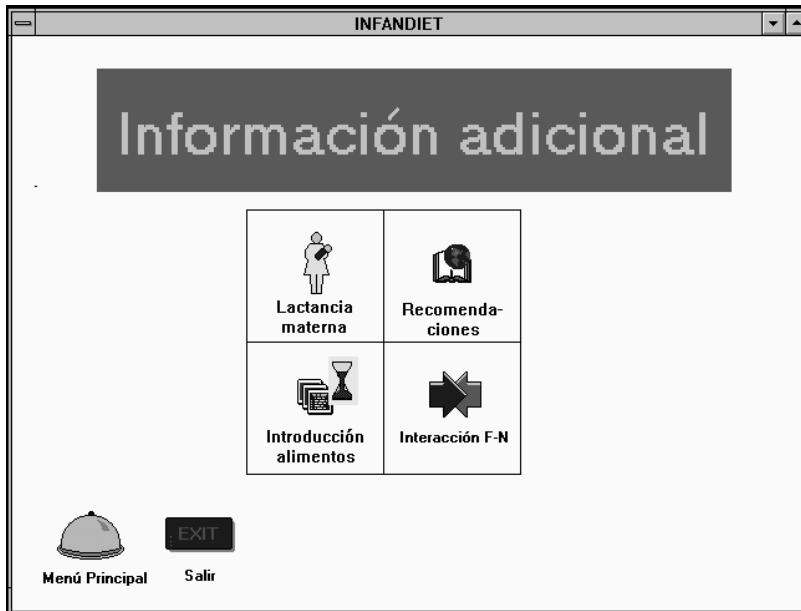 INFANDIET
Información adicional
Lactancia
materna
Recomenda-
ciones
Introducción
alimentos
Interacción F-N
EXIT
Menú Principal
Salir